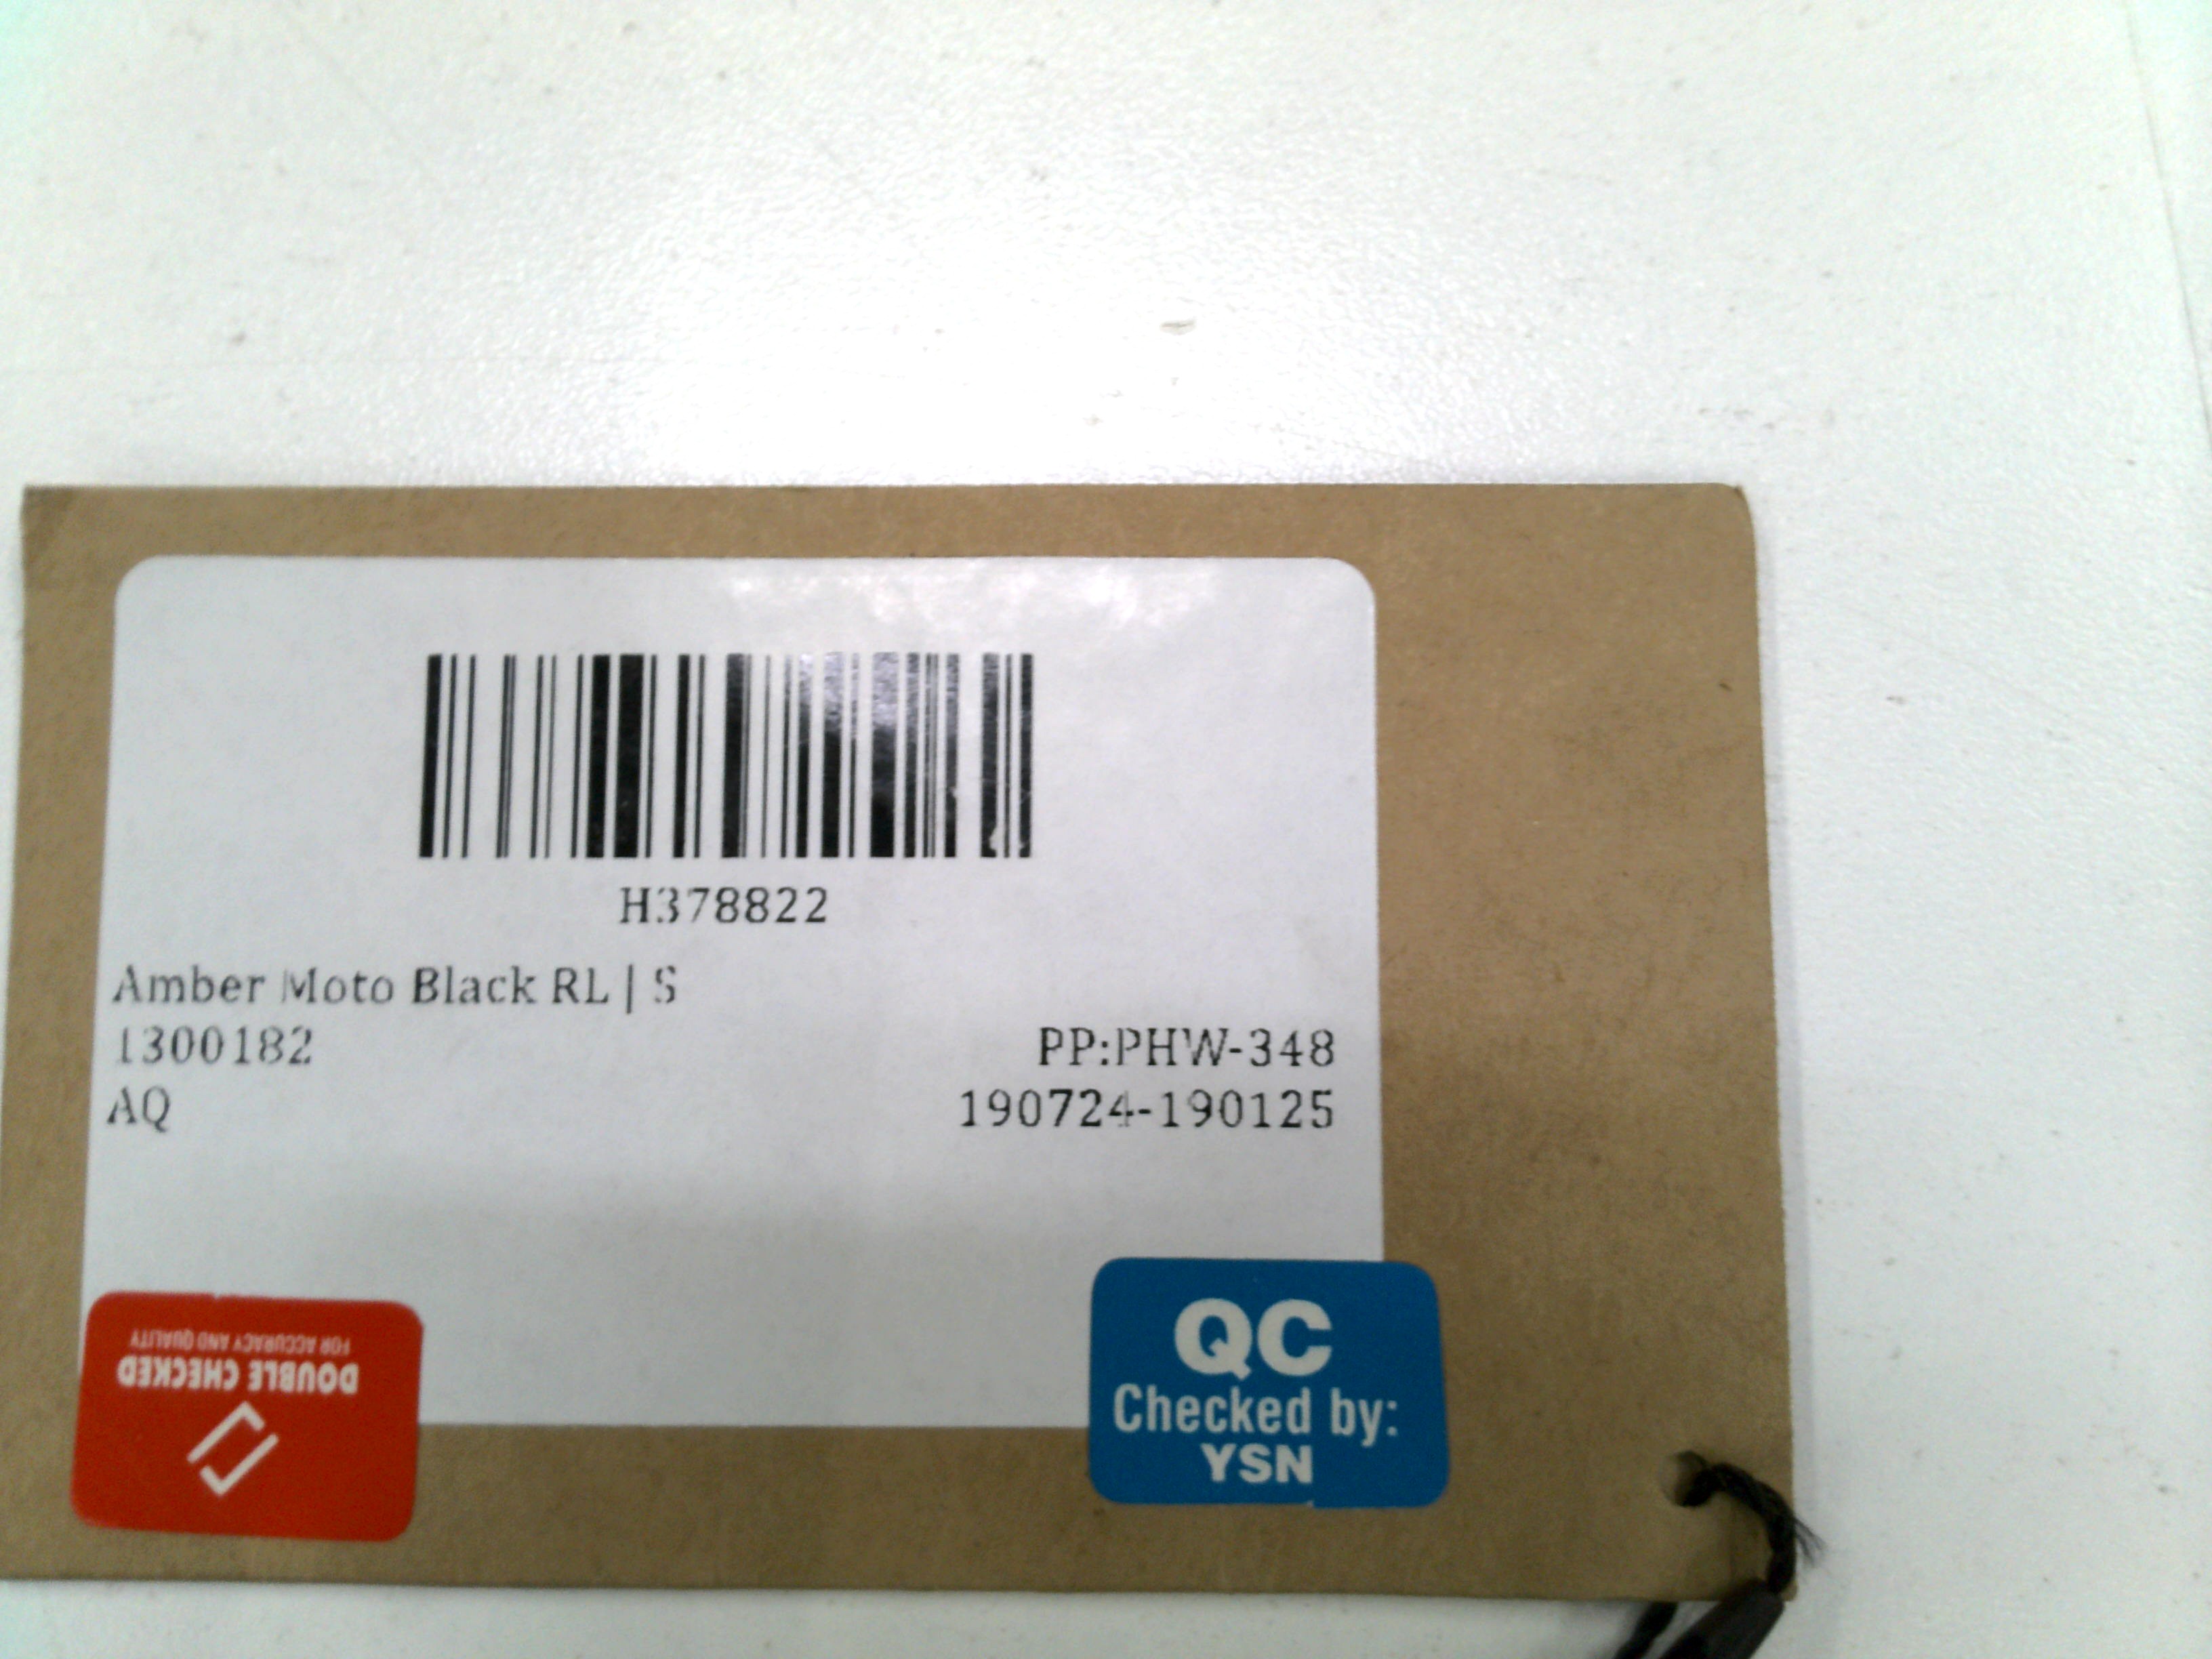 H378822
Amber Moto Black RL | S
1300182
PP:PHW-348
AQ
190724-190125
DOUBLE CHECKED
FOR ACCURACY AND QUALITY
QC
Checked by:
YSN